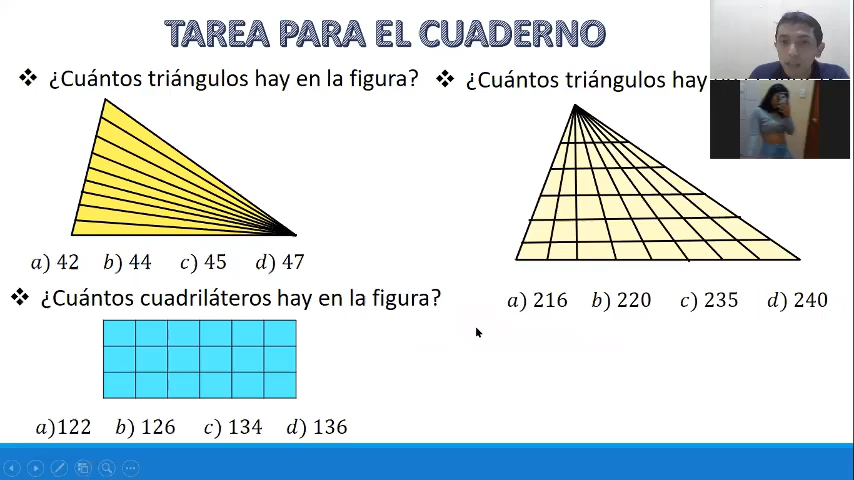 TAREA PARA EL CUADERNO
❖ ¿Cuántos triángulos hay en la figura?
a) 42 b) 44 c) 45 d) 47
❖ ¿Cuántos cuadriláteros hay en la figura?
a)122 b) 126 c) 134 d) 136
❖ ¿Cuántos triángulos hay
a) 216 b) 220 c) 235 d) 240